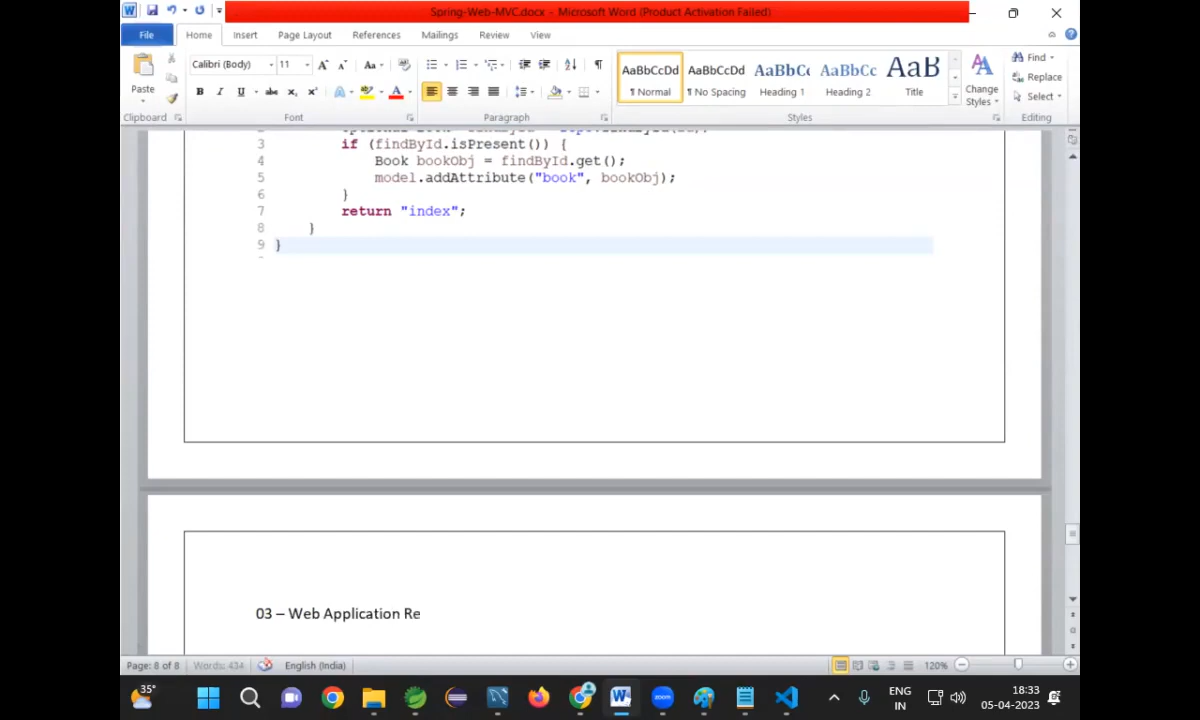 Spring-Web-MVC.docx - Microsoft Word (Product Activation Failed)
File Home Insert Page Layout References Mailings Review View
Calibri (Body) 11
Paste
Clipboard Font Paragraph Styles Editing
AaBbCcDd AaBbCcDd AaBbCc AaBbCc AaB
¶ Normal ¶ No Spacing Heading 1 Heading 2 Title
Change Styles
Find
Replace
Select
3 if (findById.isPresent()) {
4 Book bookObj = findById.get();
5 model.addAttribute("book", bookObj);
6 }
7 return "index";
8 }
9 }
03 – Web Application Re
Page: 8 of 8 Words: 434 English (India) 120%
35°
zoom
ENG
IN
18:33
05-04-2023